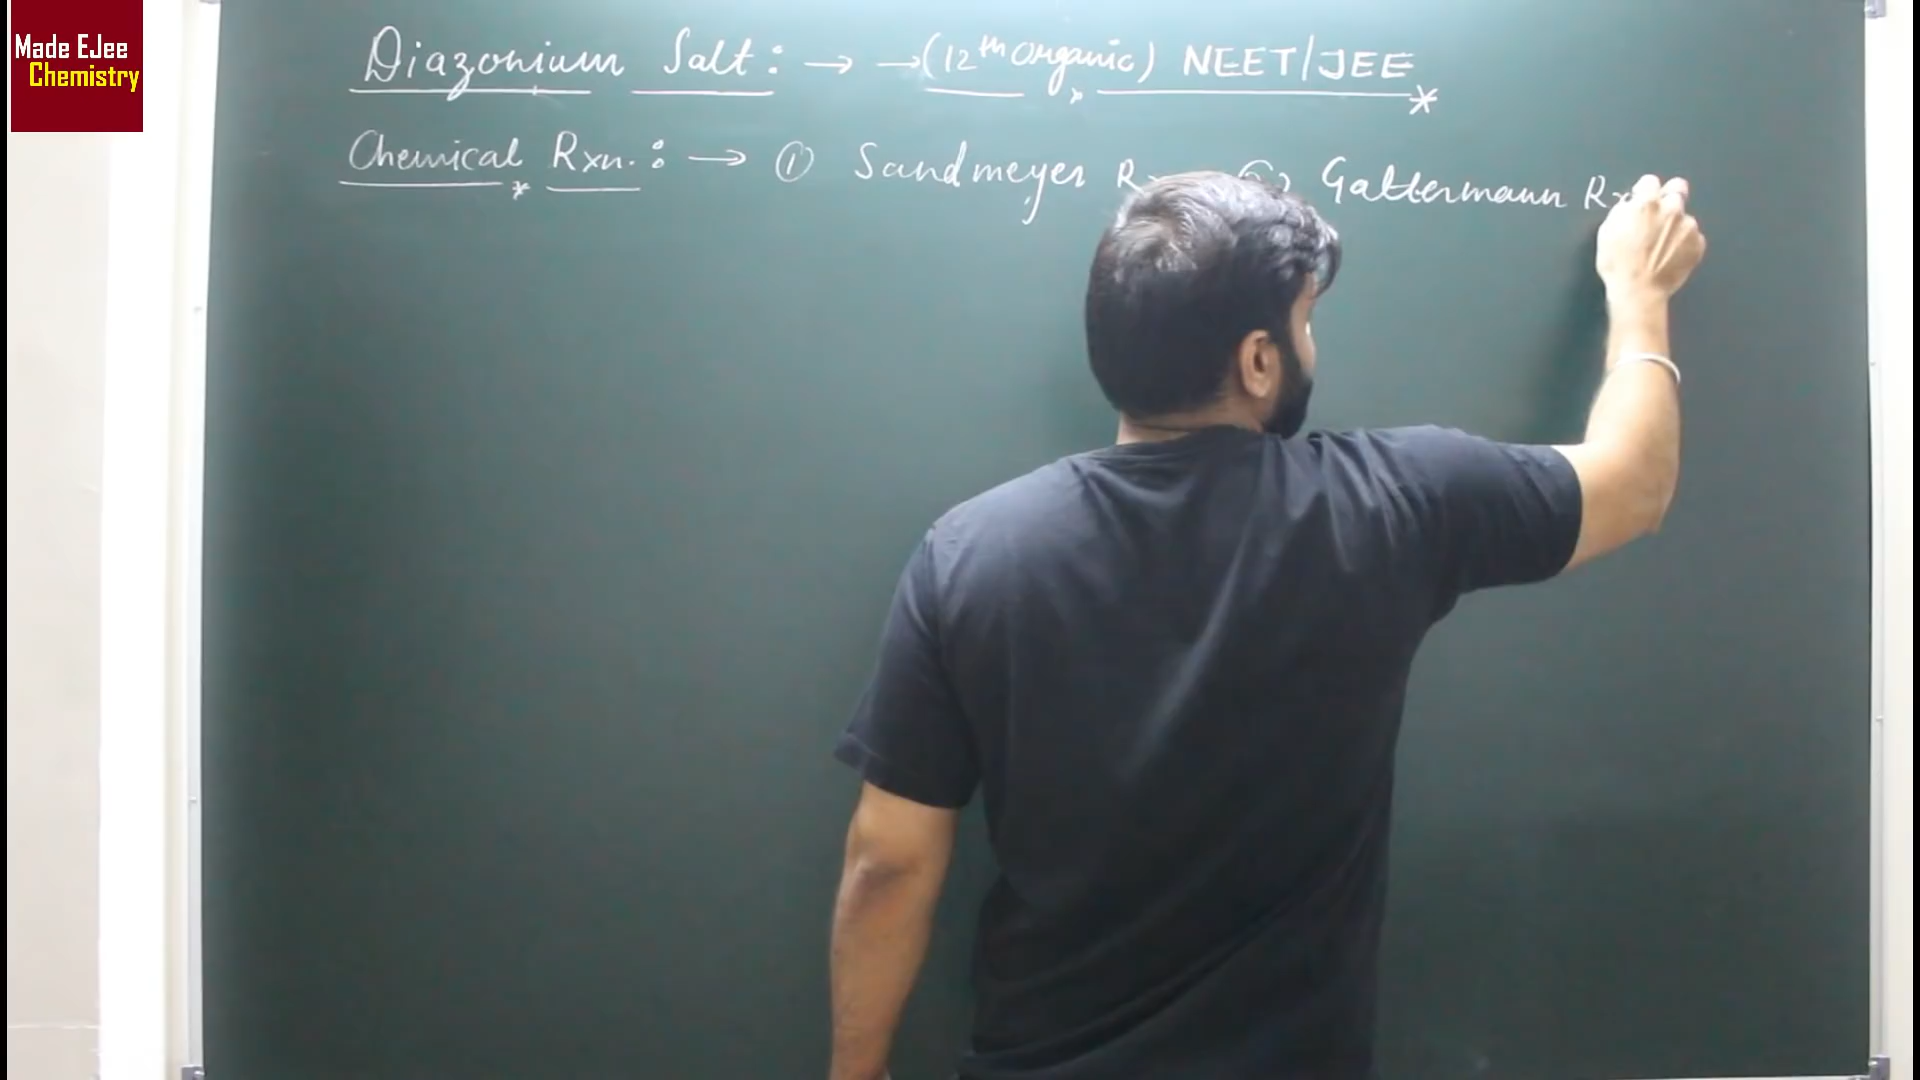 Made EJee
Chemistry
Diazonium Salt : → → (12th organic) NEET/JEE
Chemical Rxn. : → ① Sandmeyer Gattermann